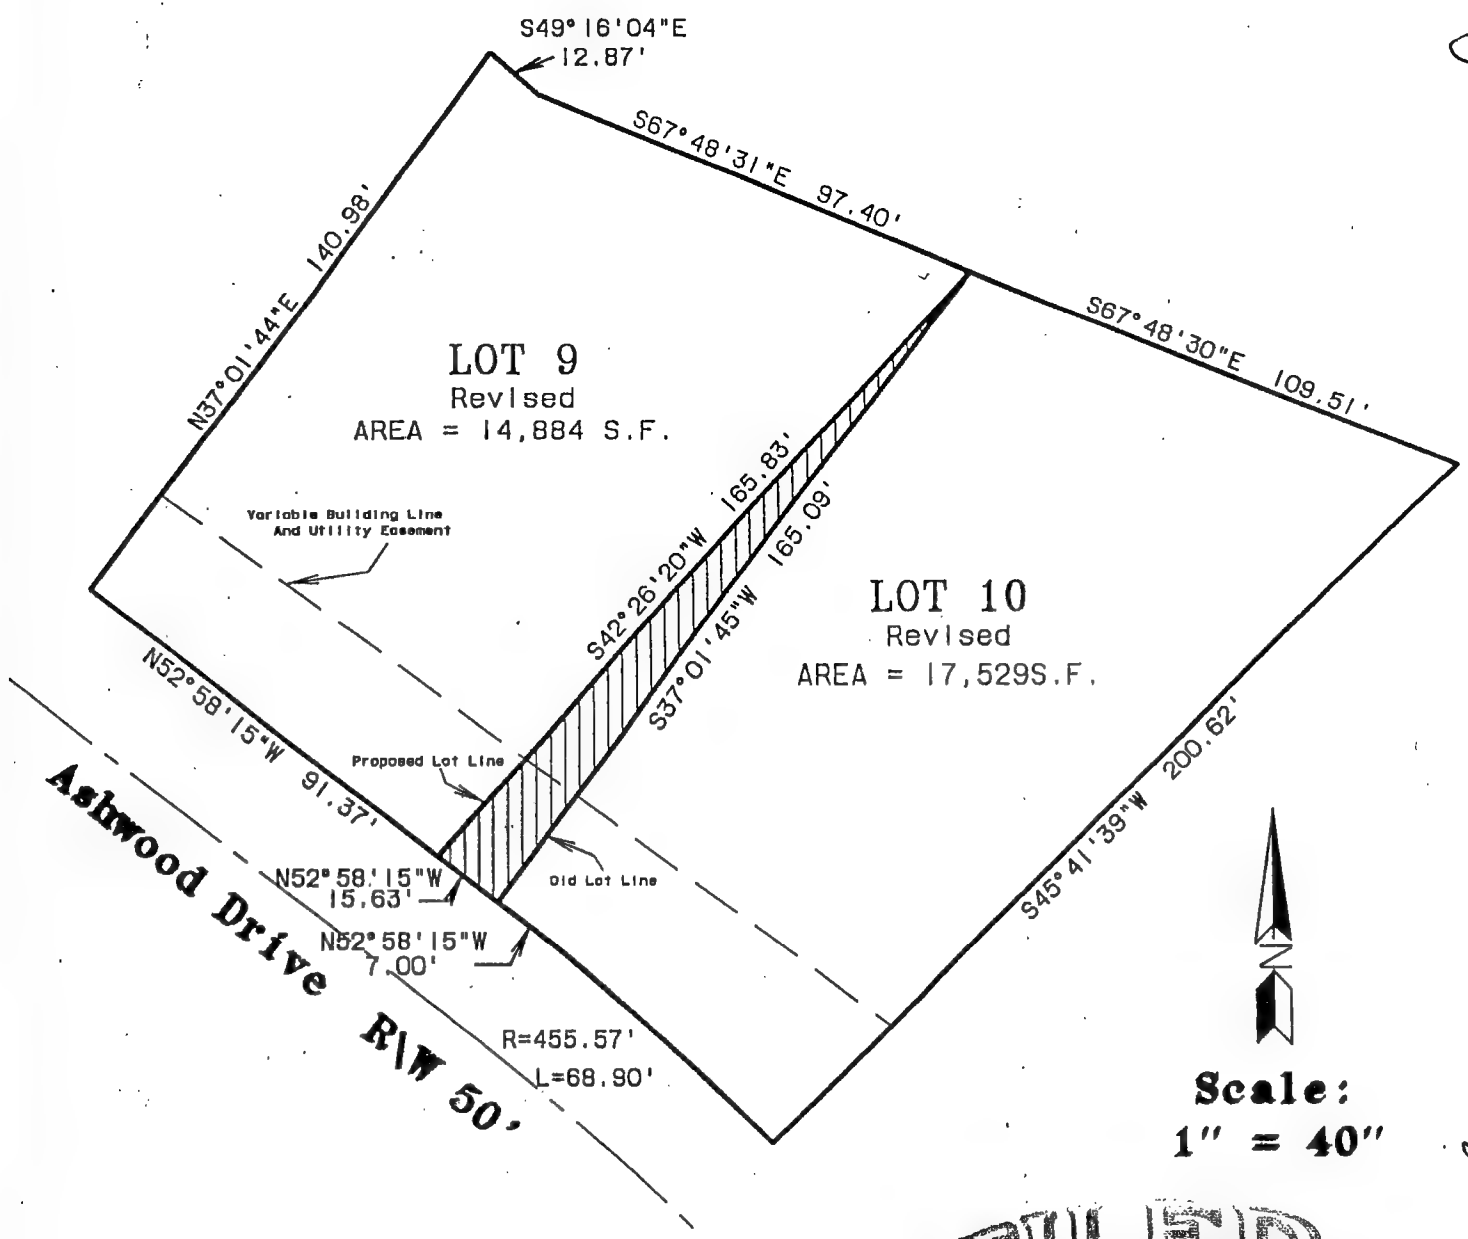 S49°16'04"E
12.87'
S67°48'31"E 97.40'
N37°01'44"E 140.98'
S67°48'30"E 109.51'
LOT 9
Revised
AREA = 14,884 S.F.
S42°26'20"W 165.83'
S37°01'45"W 165.09'
Variable Building Line
And Utility Easement
LOT 10
Revised
AREA = 17,529S.F.
N52°58'15"W 91.37'
Proposed Lot Line
Old Lot Line
S45°41'39"W 200.62'
N52°58'15"W
15.63'
N52°58'15"W
7.00'
Ashwood Drive R\W 50'
R=455.57'
L=68.90'
N
Scale:
1" = 40"
FILED